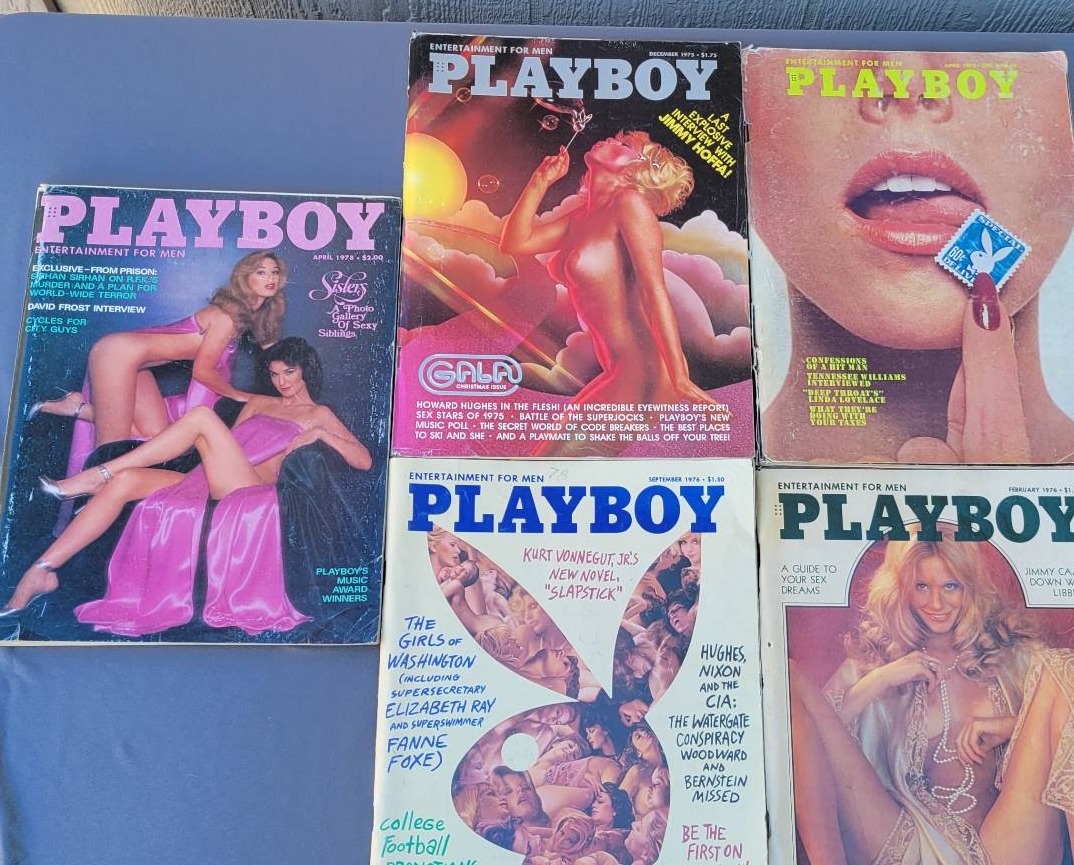 PLAYBOY
ENTERTAINMENT FOR MEN
APRIL 1978 • $2.00
EXCLUSIVE—FROM PRISON:
SIRHAN SIRHAN ON R.F.K.'S
MURDER AND A PLAN FOR
WORLD-WIDE TERROR
DAVID FROST INTERVIEW
CYCLES FOR
CITY GUYS
Sisters
A Photo
Gallery
Of Sexy
Siblings
PLAYBOY'S
MUSIC
AWARD
WINNERS
ENTERTAINMENT FOR MEN
DECEMBER 1975 • $1.75
PLAYBOY
A
LAST
EXPLOSIVE
INTERVIEW WITH
JIMMY HOFFA!
GALA
CHRISTMAS ISSUE
HOWARD HUGHES IN THE FLESH! (AN INCREDIBLE EYEWITNESS REPORT)
SEX STARS OF 1975 • BATTLE OF THE SUPERJOCKS • PLAYBOY'S NEW
MUSIC POLL • THE SECRET WORLD OF CODE BREAKERS • THE BEST PLACES
TO SKI AND SHE • AND A PLAYMATE TO SHAKE THE BALLS OFF YOUR TREE!
ENTERTAINMENT FOR MEN
PLAYBOY
SPECIAL
60c
CONFESSIONS
OF A HIT MAN
TENNESSEE WILLIAMS
INTERVIEWED
"DEEP THROAT'S"
LINDA LOVELACE
WHAT THEY'RE
DOING WITH
YOUR TAXES
ENTERTAINMENT FOR MEN
SEPTEMBER 1976 • $1.50
PLAYBOY
KURT VONNEGUT, JR.'S
NEW NOVEL,
"SLAPSTICK"
THE
GIRLS OF
WASHINGTON
(INCLUDING
SUPERSECRETARY
ELIZABETH RAY
AND SUPERSWIMMER
FANNE
FOXE)
COLLEGE
Football
HUGHES,
NIXON
AND THE
CIA:
THE WATERGATE
CONSPIRACY
WOODWARD
AND
BERNSTEIN
MISSED
BE THE
FIRST ON
ENTERTAINMENT FOR MEN
FEBRUARY 1976 • $1.
PLAYBOY
A GUIDE TO
YOUR SEX
DREAMS
JIMMY CA
DOWN W
LIBB